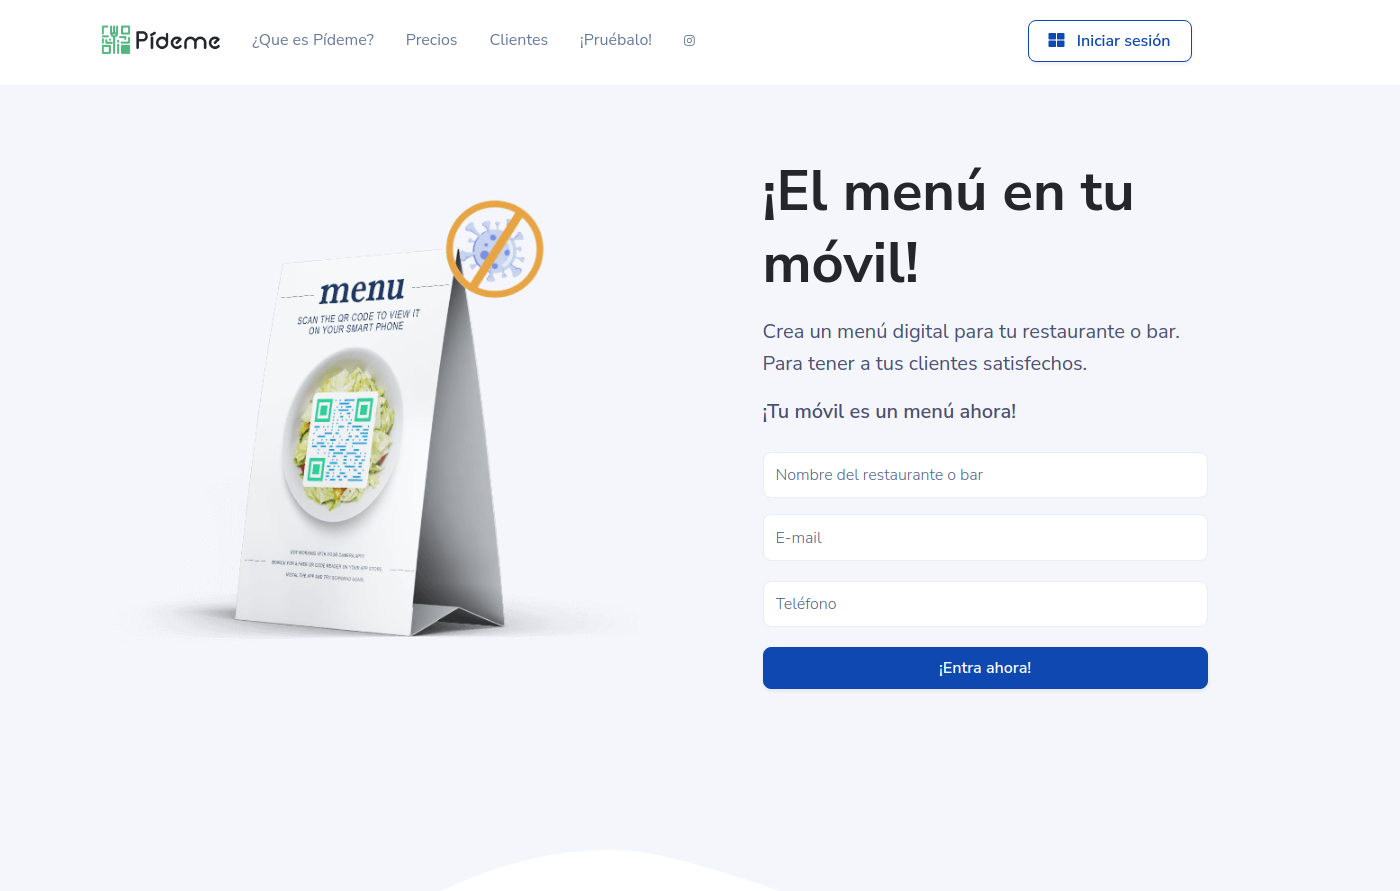 Pídeme
¿Que es Pídeme?
Precios
Clientes
¡Pruébalo!
Iniciar sesión
menu
SCAN THE QR CODE TO VIEW IT
ON YOUR SMART PHONE
¡El menú en tu
móvil!
Crea un menú digital para tu restaurante o bar.
Para tener a tus clientes satisfechos.
¡Tu móvil es un menú ahora!
Nombre del restaurante o bar
E-mail
Teléfono
¡Entra ahora!